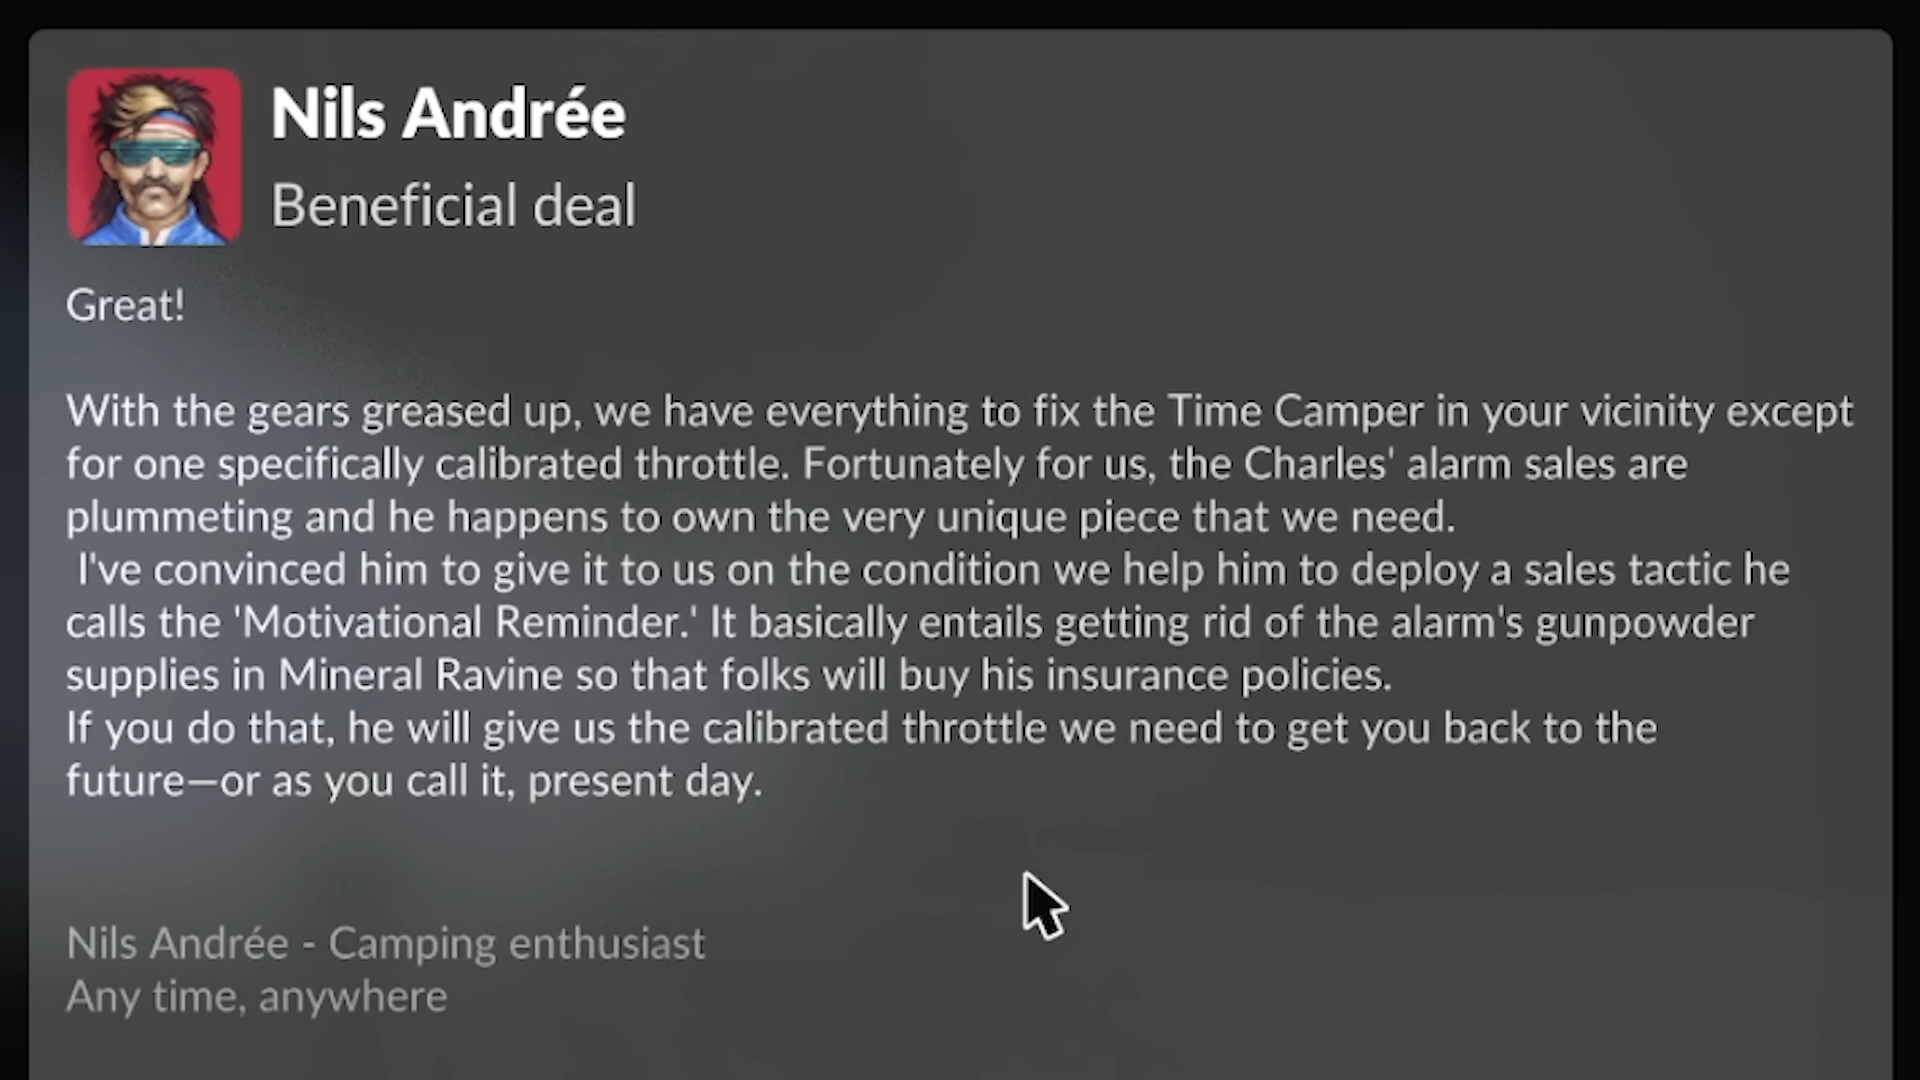 Nils Andrée
Beneficial deal
Great!
With the gears greased up, we have everything to fix the Time Camper in your vicinity except
for one specifically calibrated throttle. Fortunately for us, the Charles' alarm sales are
plummeting and he happens to own the very unique piece that we need.
I've convinced him to give it to us on the condition we help him to deploy a sales tactic he
calls the 'Motivational Reminder.' It basically entails getting rid of the alarm's gunpowder
supplies in Mineral Ravine so that folks will buy his insurance policies.
If you do that, he will give us the calibrated throttle we need to get you back to the
future—or as you call it, present day.
Nils Andrée - Camping enthusiast
Any time, anywhere